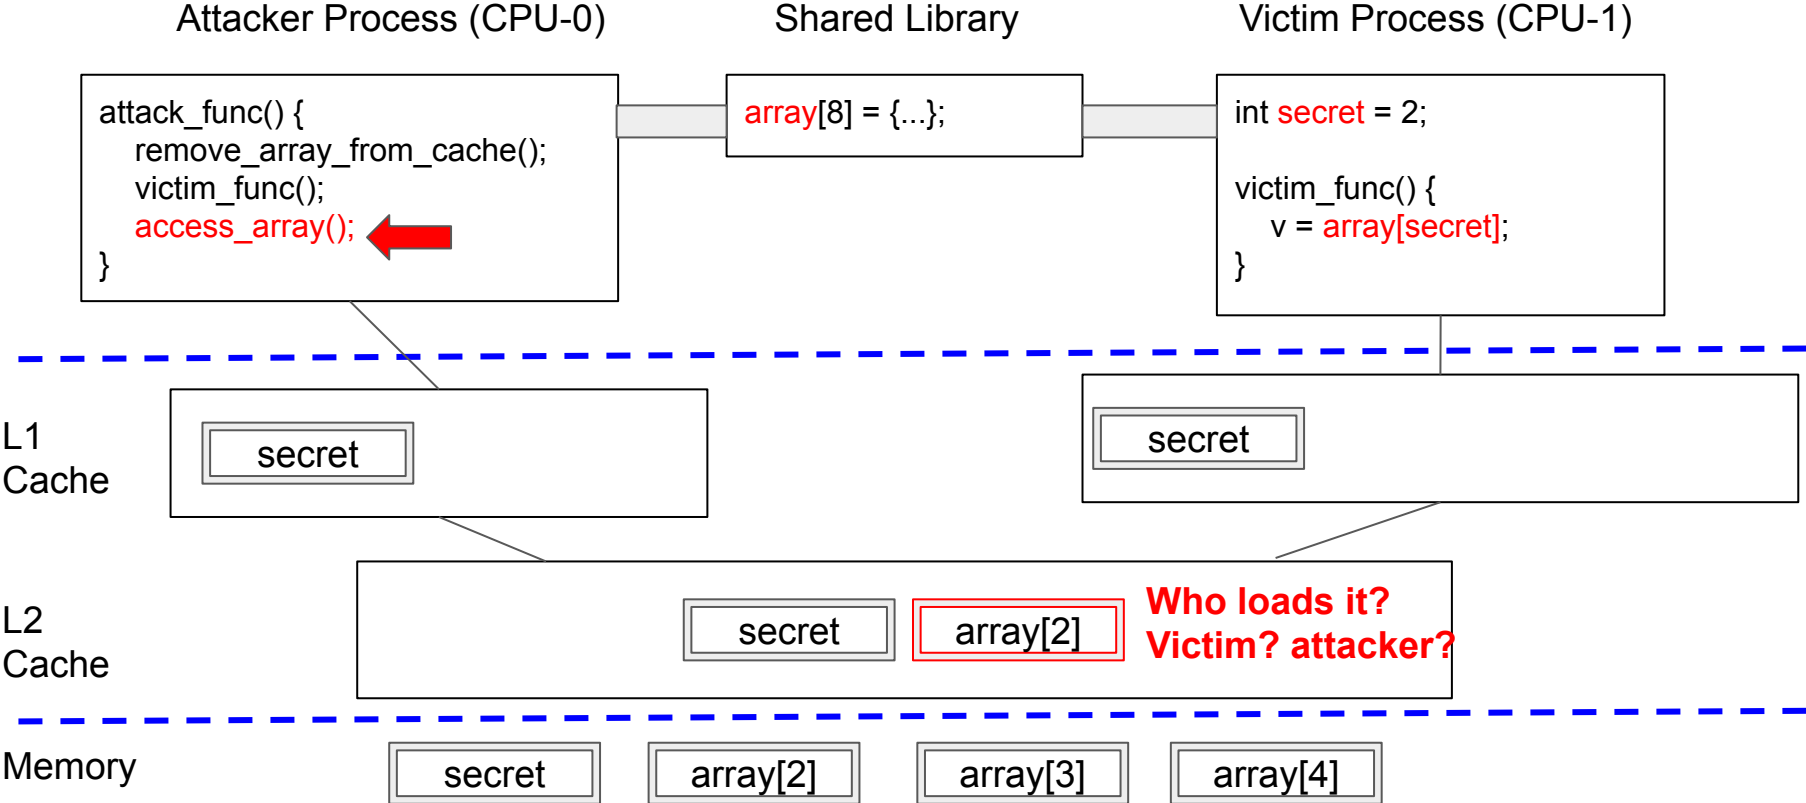 Attacker Process (CPU-0)
Shared Library
Victim Process (CPU-1)
attack_func() {
remove_array_from_cache();
victim_func();
access_array();
}
array[8] = {...};
int secret = 2;
victim_func() {
v = array[secret];
}
L1
Cache
secret
secret
L2
Cache
secret
array[2]
Who loads it?
Victim? attacker?
Memory
secret
array[2]
array[3]
array[4]